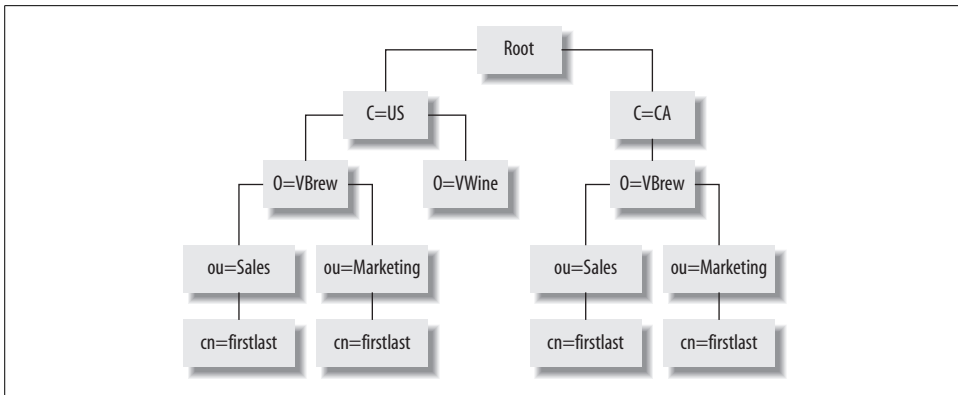 Root
C=US
C=CA
O=VBrew
O=VWine
O=VBrew
ou=Sales
ou=Marketing
ou=Sales
ou=Marketing
cn=firstlast
cn=firstlast
cn=firstlast
cn=firstlast